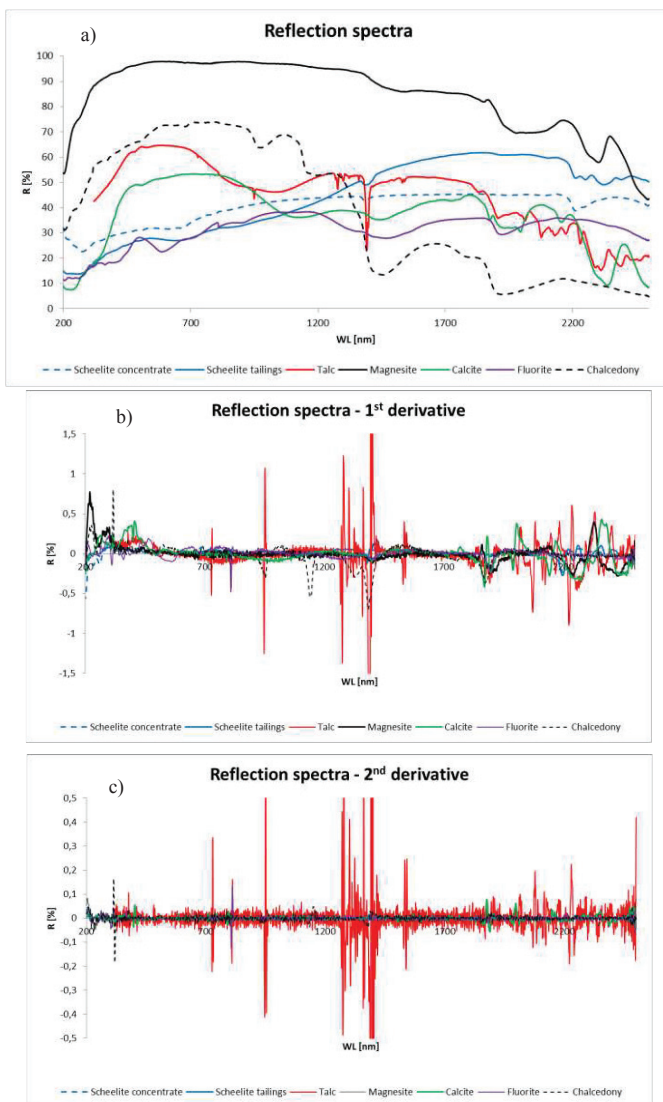 a)
Reflection spectra
100
90
80
70
60
50
40
30
20
10
0
R [%]
200 700 1200 1700 2200
WL [nm]
Scheelite concentrate Scheelite tailings Talc Magnesite Calcite Fluorite Chalcedony
b)
Reflection spectra - 1st derivative
1,5
1
0,5
0
-0,5
-1
-1,5
R [%]
200 700 1200 1700 2200
WL [nm]
Scheelite concentrate Scheelite tailings Talc Magnesite Calcite Fluorite Chalcedony
c)
Reflection spectra - 2nd derivative
0,5
0,4
0,3
0,2
0,1
0
-0,1
-0,2
-0,3
-0,4
-0,5
R [%]
200 700 1200 1700 2200
WL [nm]
Scheelite concentrate Scheelite tailings Talc Magnesite Calcite Fluorite Chalcedony